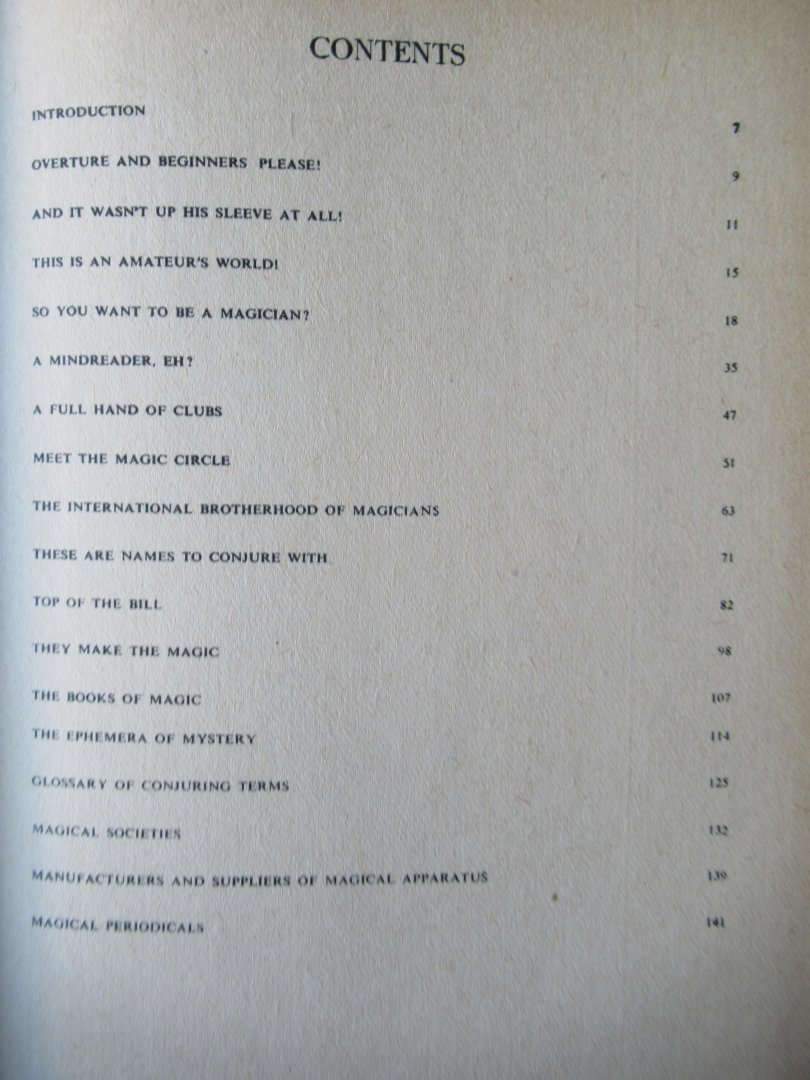 CONTENTS
INTRODUCTION 7
OVERTURE AND BEGINNERS PLEASE! 9
AND IT WASN'T UP HIS SLEEVE AT ALL! 11
THIS IS AN AMATEUR'S WORLD! 15
SO YOU WANT TO BE A MAGICIAN? 18
A MINDREADER, EH? 35
A FULL HAND OF CLUBS 47
MEET THE MAGIC CIRCLE 51
THE INTERNATIONAL BROTHERHOOD OF MAGICIANS 63
THESE ARE NAMES TO CONJURE WITH 71
TOP OF THE BILL 82
THEY MAKE THE MAGIC 98
THE BOOKS OF MAGIC 107
THE EPHEMERA OF MYSTERY 114
GLOSSARY OF CONJURING TERMS 125
MAGICAL SOCIETIES 132
MANUFACTURERS AND SUPPLIERS OF MAGICAL APPARATUS 139
MAGICAL PERIODICALS 141